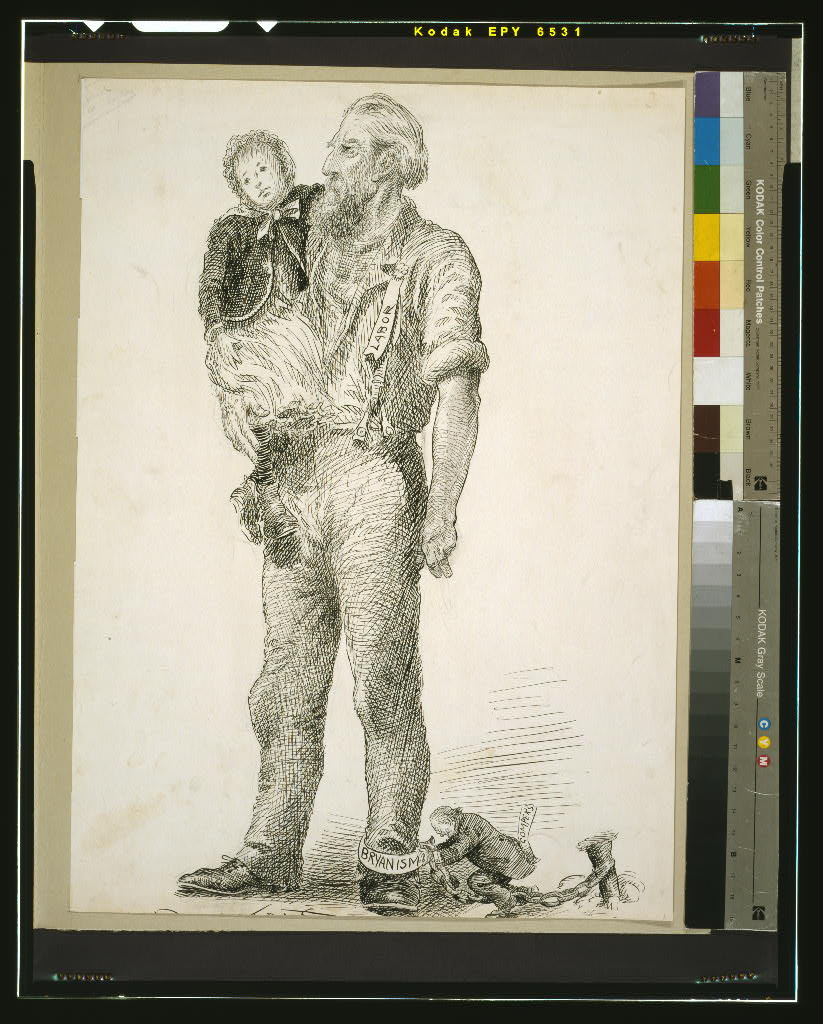 Kodak EPY 6531
LABOR
BRYANISM
GOMPERS
Blue
Cyan
Green
Yellow
Red
Magenta
White
Brown
Black
KODAK Color Control Patches
A
M
B
KODAK Gray Scale
C
Y
M